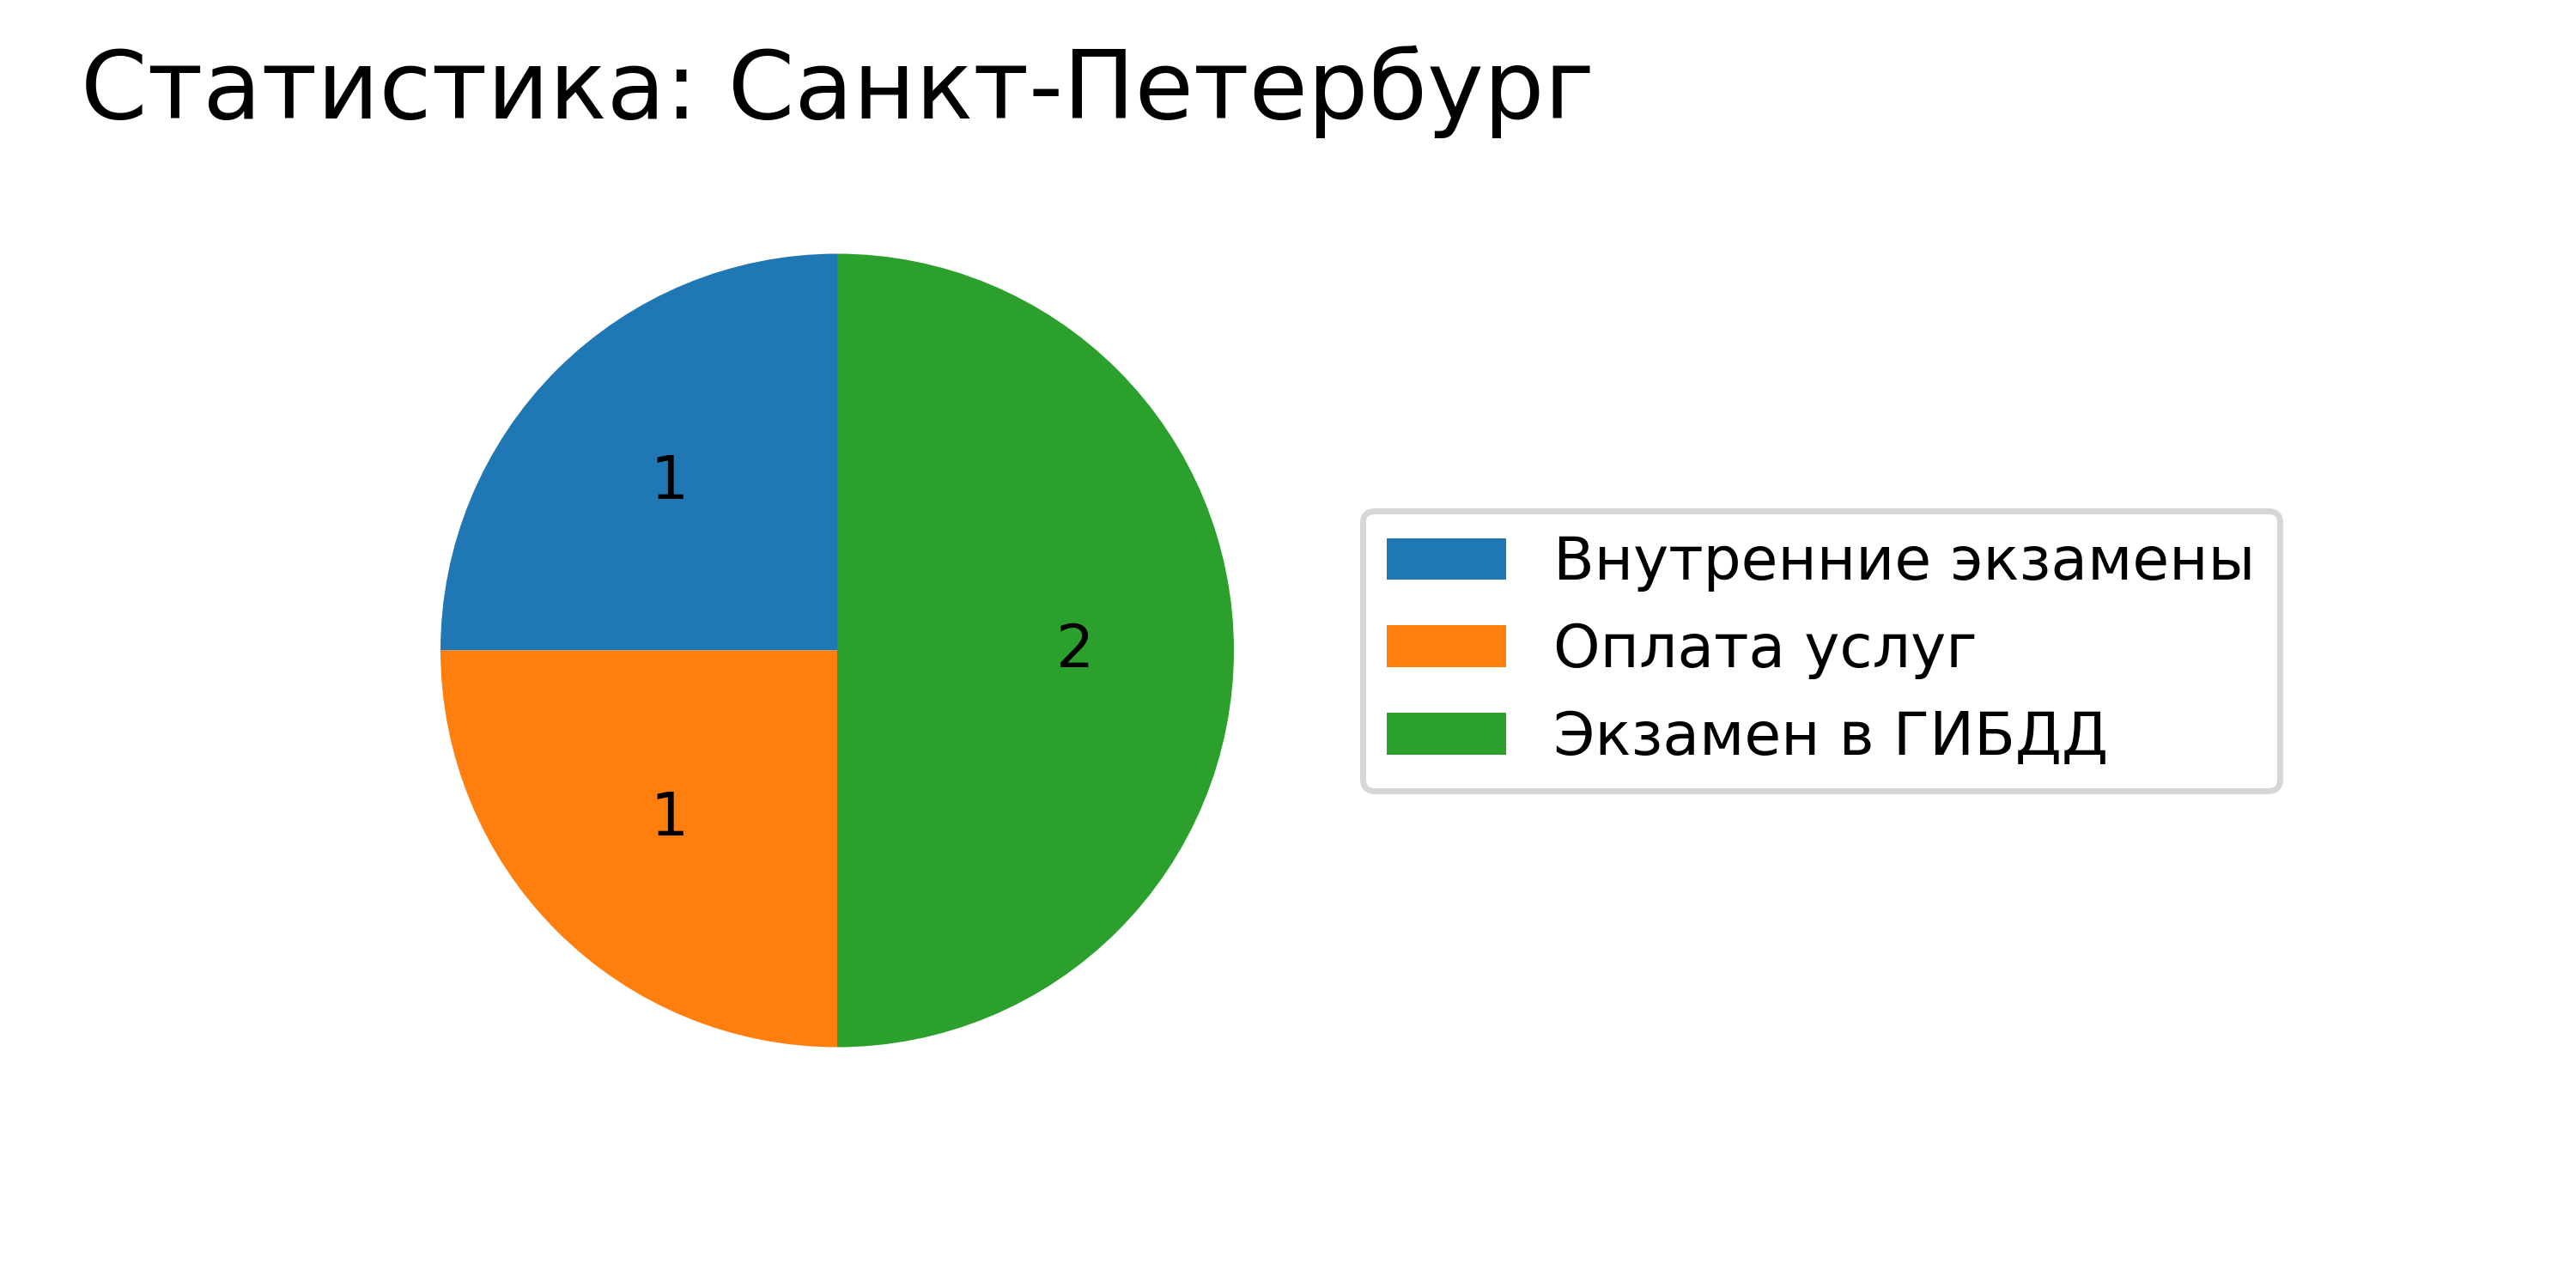 Статистика: Санкт-Петербург
1
2
1
Внутренние экзамены
Оплата услуг
Экзамен в ГИБДД